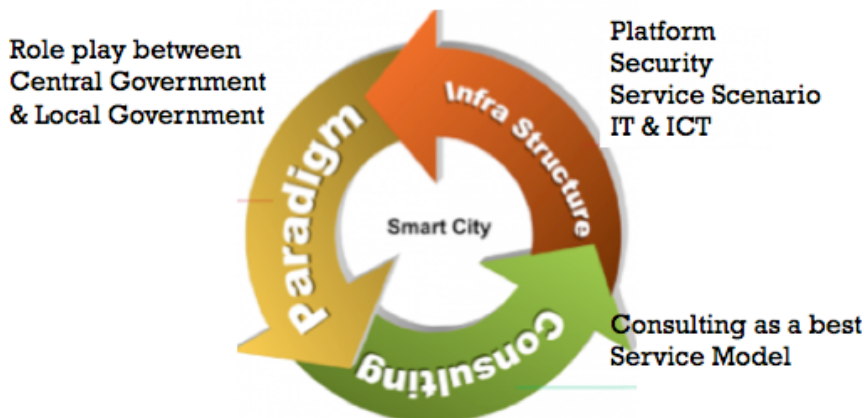 Role play between
Central Government
& Local Government
Platform
Security
Service Scenario
IT & ICT
Infra Structure
Paradigm
Smart City
Consulting
Consulting as a best
Service Model